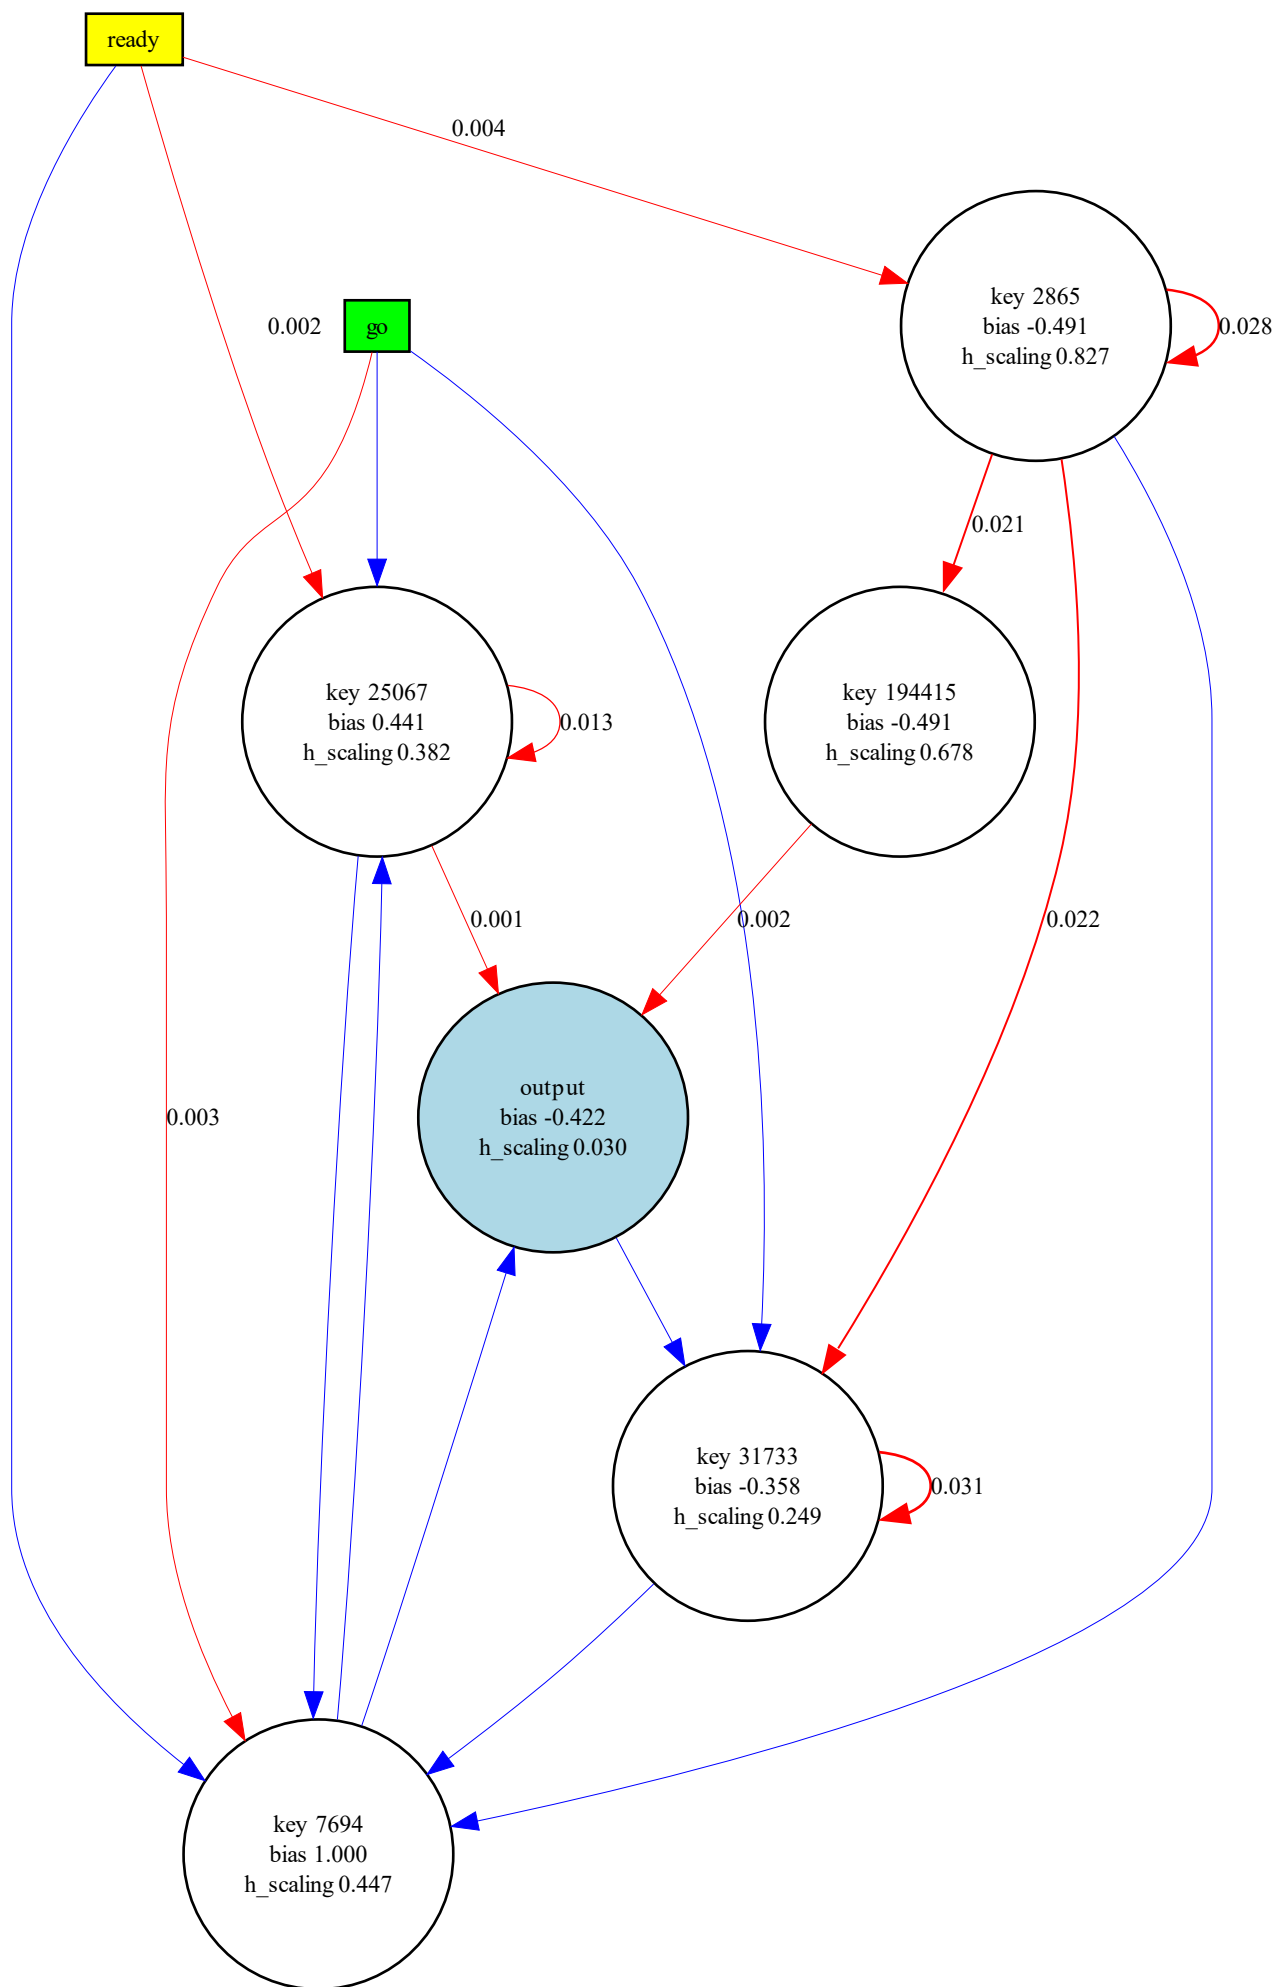 ready
0.004
key 2865
bias -0.491
h_scaling 0.827
0.028
0.002
go
0.021
key 25067
bias 0.441
h_scaling 0.382
0.013
key 194415
bias -0.491
h_scaling 0.678
0.001
0.002
0.022
output
bias -0.422
h_scaling 0.030
0.003
key 31733
bias -0.358
h_scaling 0.249
0.031
key 7694
bias 1.000
h_scaling 0.447